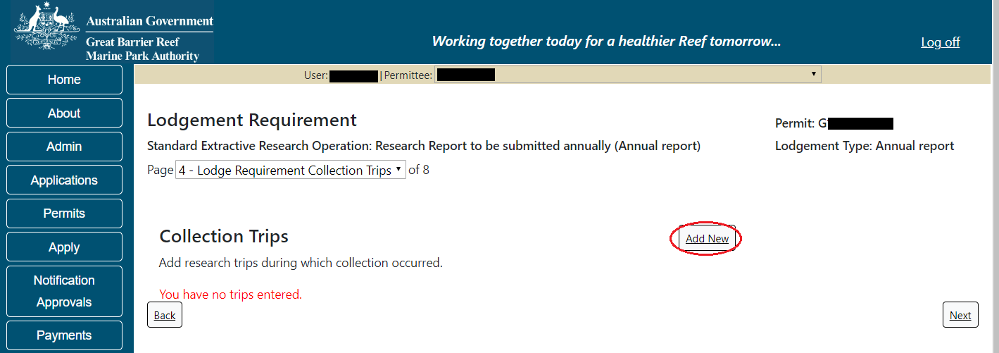 Australian Government
Great Barrier Reef
Marine Park Authority
Working together today for a healthier Reef tomorrow...
Log off
Home
About
Admin
Applications
Permits
Apply
Notification
Approvals
Payments
User: | Permittee:
Lodgement Requirement
Permit: G
Standard Extractive Research Operation: Research Report to be submitted annually (Annual report)
Lodgement Type: Annual report
Page 4 - Lodge Requirement Collection Trips of 8
Collection Trips
Add New
Add research trips during which collection occurred.
You have no trips entered.
Back
Next